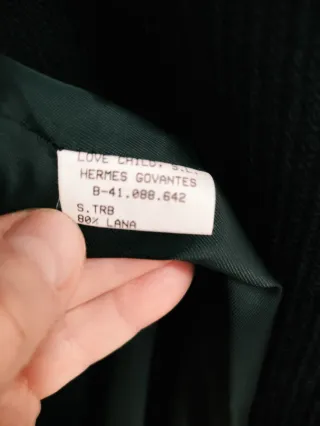 LOVE CHILD, S.L.
HERMES GOVANTES
B-41.088.642
S.TRB
80% LANA